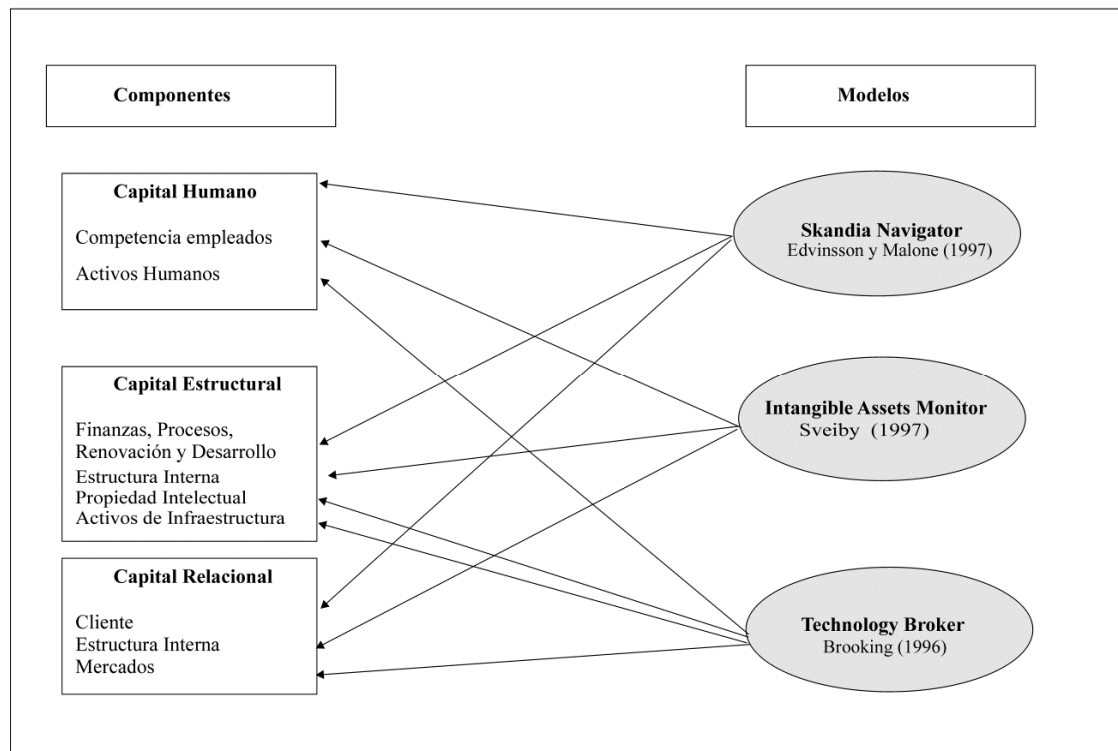 Componentes
Modelos
Capital Humano
Competencia empleados
Activos Humanos
Skandia Navigator
Edvinsson y Malone (1997)
Capital Estructural
Finanzas, Procesos,
Renovación y Desarrollo
Estructura Interna
Propiedad Intelectual
Activos de Infraestructura
Intangible Assets Monitor
Sveiby (1997)
Capital Relacional
Cliente
Estructura Interna
Mercados
Technology Broker
Brooking (1996)